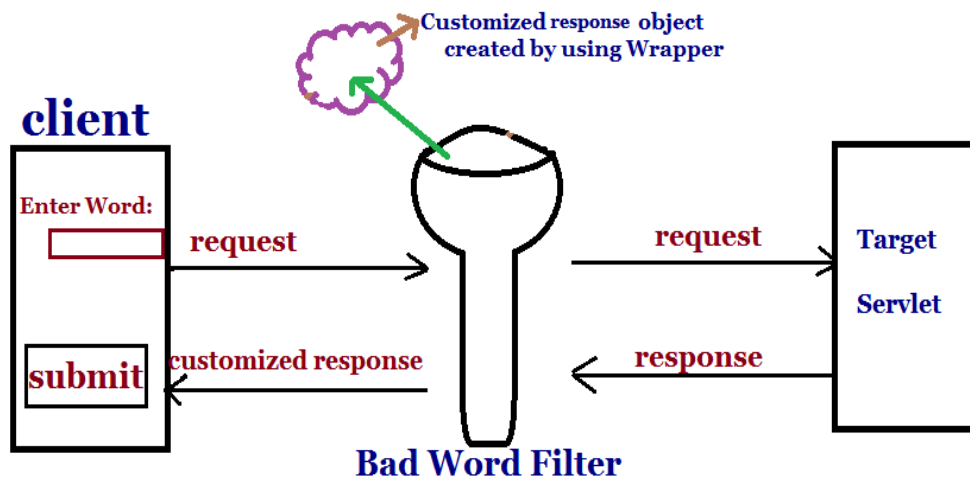 Customized response object
created by using Wrapper
client
Enter Word:
request
request
Target
Servlet
submit
customized response
response
Bad Word Filter